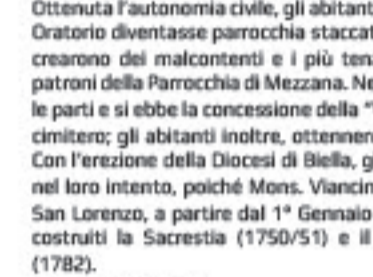 Ottenuta l'autonomia civile, gli abitant
Oratorio diventasse parrocchia staccat
crearono dei malcontenti e i più tena
patroni della Parrocchia di Mezzana. Ne
le parti e si ebbe la concessione della "
cimitero; gli abitanti inoltre, ottenner
Con l'erezione della Diocesi di Biella, g
nel loro intento, poiché Mons. Viancin
San Lorenzo, a partire dal 1° Gennaio
costruiti la Sacrestia (1750/51) e il
(1782).